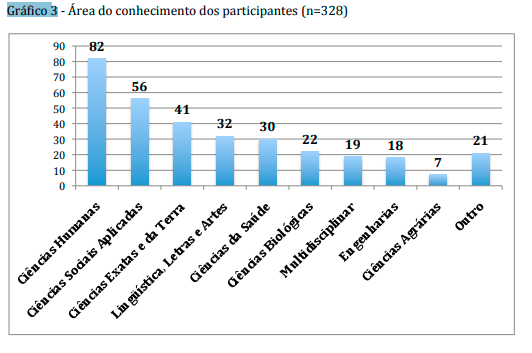 Gráfico 3 - Área do conhecimento dos participantes (n=328)
90
80
70
60
50
40
30
20
10
0
82
56
41
32
30
22
19
18
7
21
Ciências Humanas
Ciências Sociais Aplicadas
Ciências Exatas e da Terra
Lingüística, Letras e Artes
Ciências da Saúde
Ciências Biológicas
Multidisciplinar
Engenharias
Ciências Agrárias
Outro